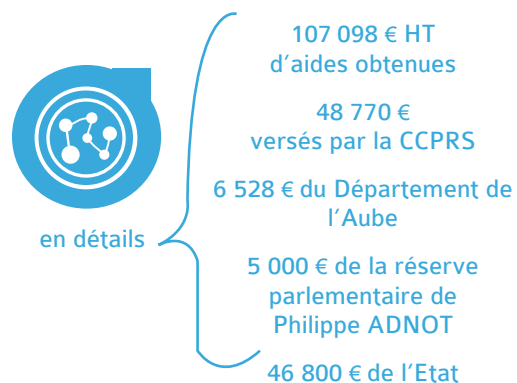 107 098 € HT
d’aides obtenues
48 770 €
versés par la CCPRS
6 528 € du Département de
l’Aube
en détails
5 000 € de la réserve
parlementaire de
Philippe ADNOT
46 800 € de l’Etat